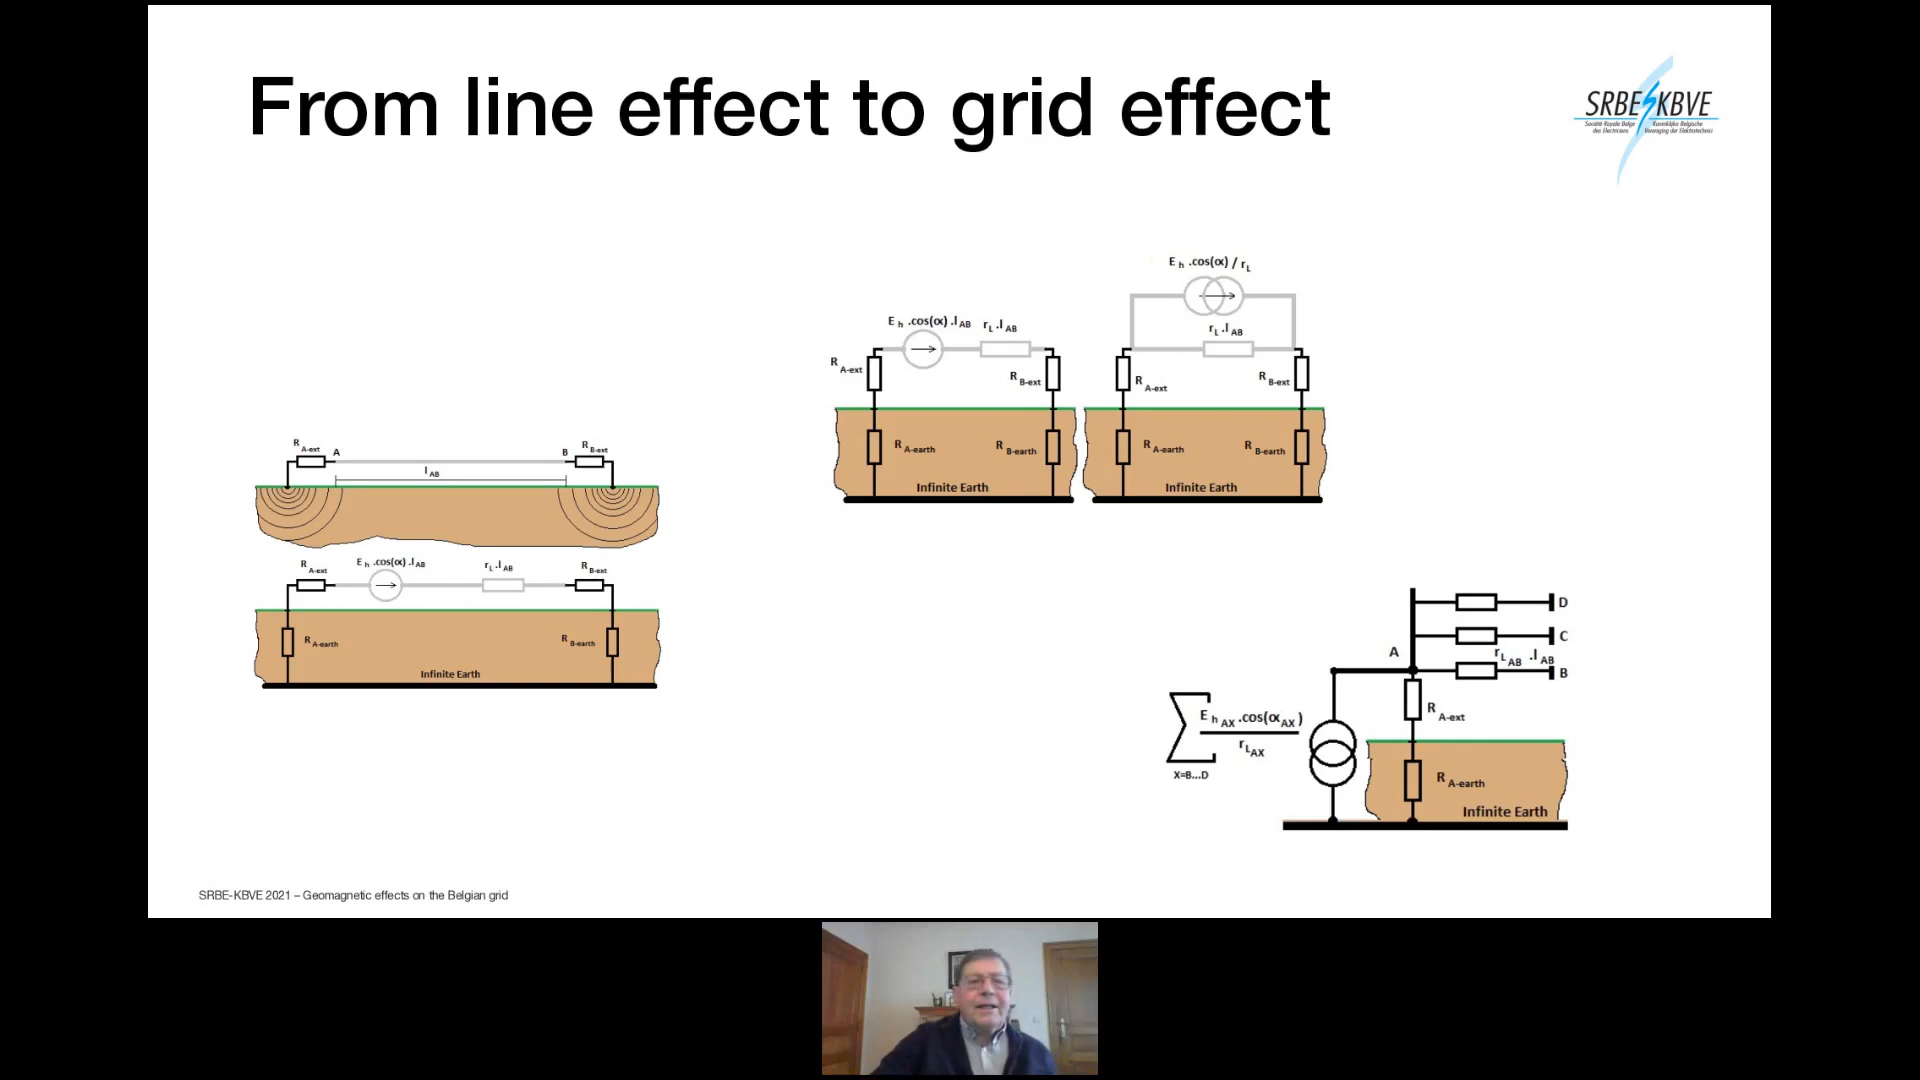 From line effect to grid effect
SRBE KBVE
Société Royale Belge des Electriciens
Koninklijke Belgische Vereniging der Elektrotechnici
E h .cos(α) / r L
E h .cos(α) .l AB r L .l AB
r L .l AB
R A-ext
R B-ext
R A-ext
R B-ext
R A-earth
R B-earth
R A-earth
R B-earth
Infinite Earth
Infinite Earth
R A-ext A
B R B-ext
l AB
R A-ext
E h .cos(α) .l AB
r L .l AB
R B-ext
R A-earth
R B-earth
Infinite Earth
D
C
A
r L AB .l AB
B
R A-ext
∑ E h AX .cos(α AX) / r L AX
X=B...D
R A-earth
Infinite Earth
SRBE-KBVE 2021 – Geomagnetic effects on the Belgian grid